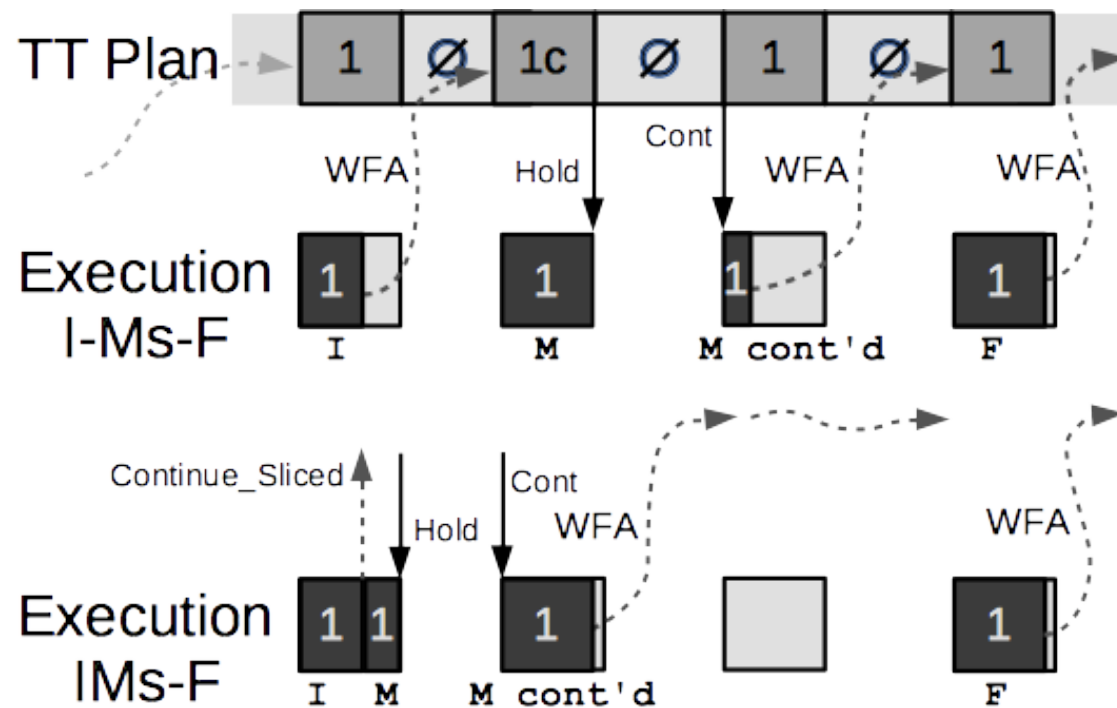 TT Plan 1 Ø 1c Ø 1 Ø 1
Cont
WFA Hold WFA WFA
Execution
I-Ms-F
1 1 1 1
I M M cont'd F
Continue_Sliced Cont
Hold WFA WFA
Execution
IMs-F
1 1 1 1
I M M cont'd F